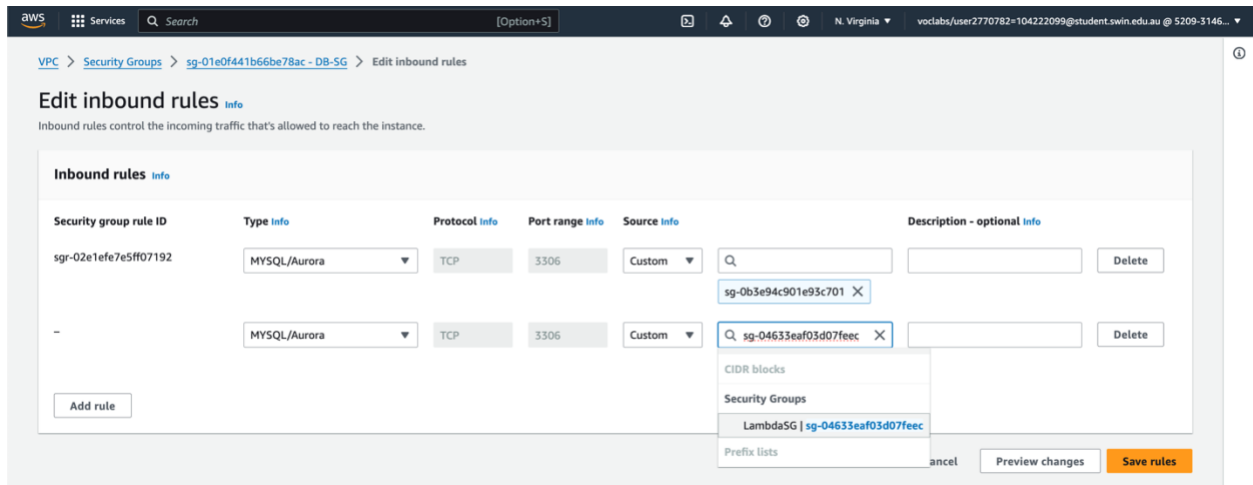 aws Services Search [Option+S] N. Virginia ▼ voclabs/user2770782=104222099@student.swin.edu.au @ 5209-3146... ▼
VPC > Security Groups > sg-01e0f441b66be78ac - DB-SG > Edit inbound rules
Edit inbound rules Info
Inbound rules control the incoming traffic that's allowed to reach the instance.
Inbound rules Info
Security group rule ID Type Info Protocol Info Port range Info Source Info Description - optional Info
sgr-02e1efe7e5ff07192 MYSQL/Aurora TCP 3306 Custom Delete
sg-0b3e94c901e93c701
– MYSQL/Aurora TCP 3306 Custom sg-04633eaf03d07feec Delete
CIDR blocks
Security Groups
Add rule
LambdaSG | sg-04633eaf03d07feec
Prefix lists
ancel Preview changes Save rules